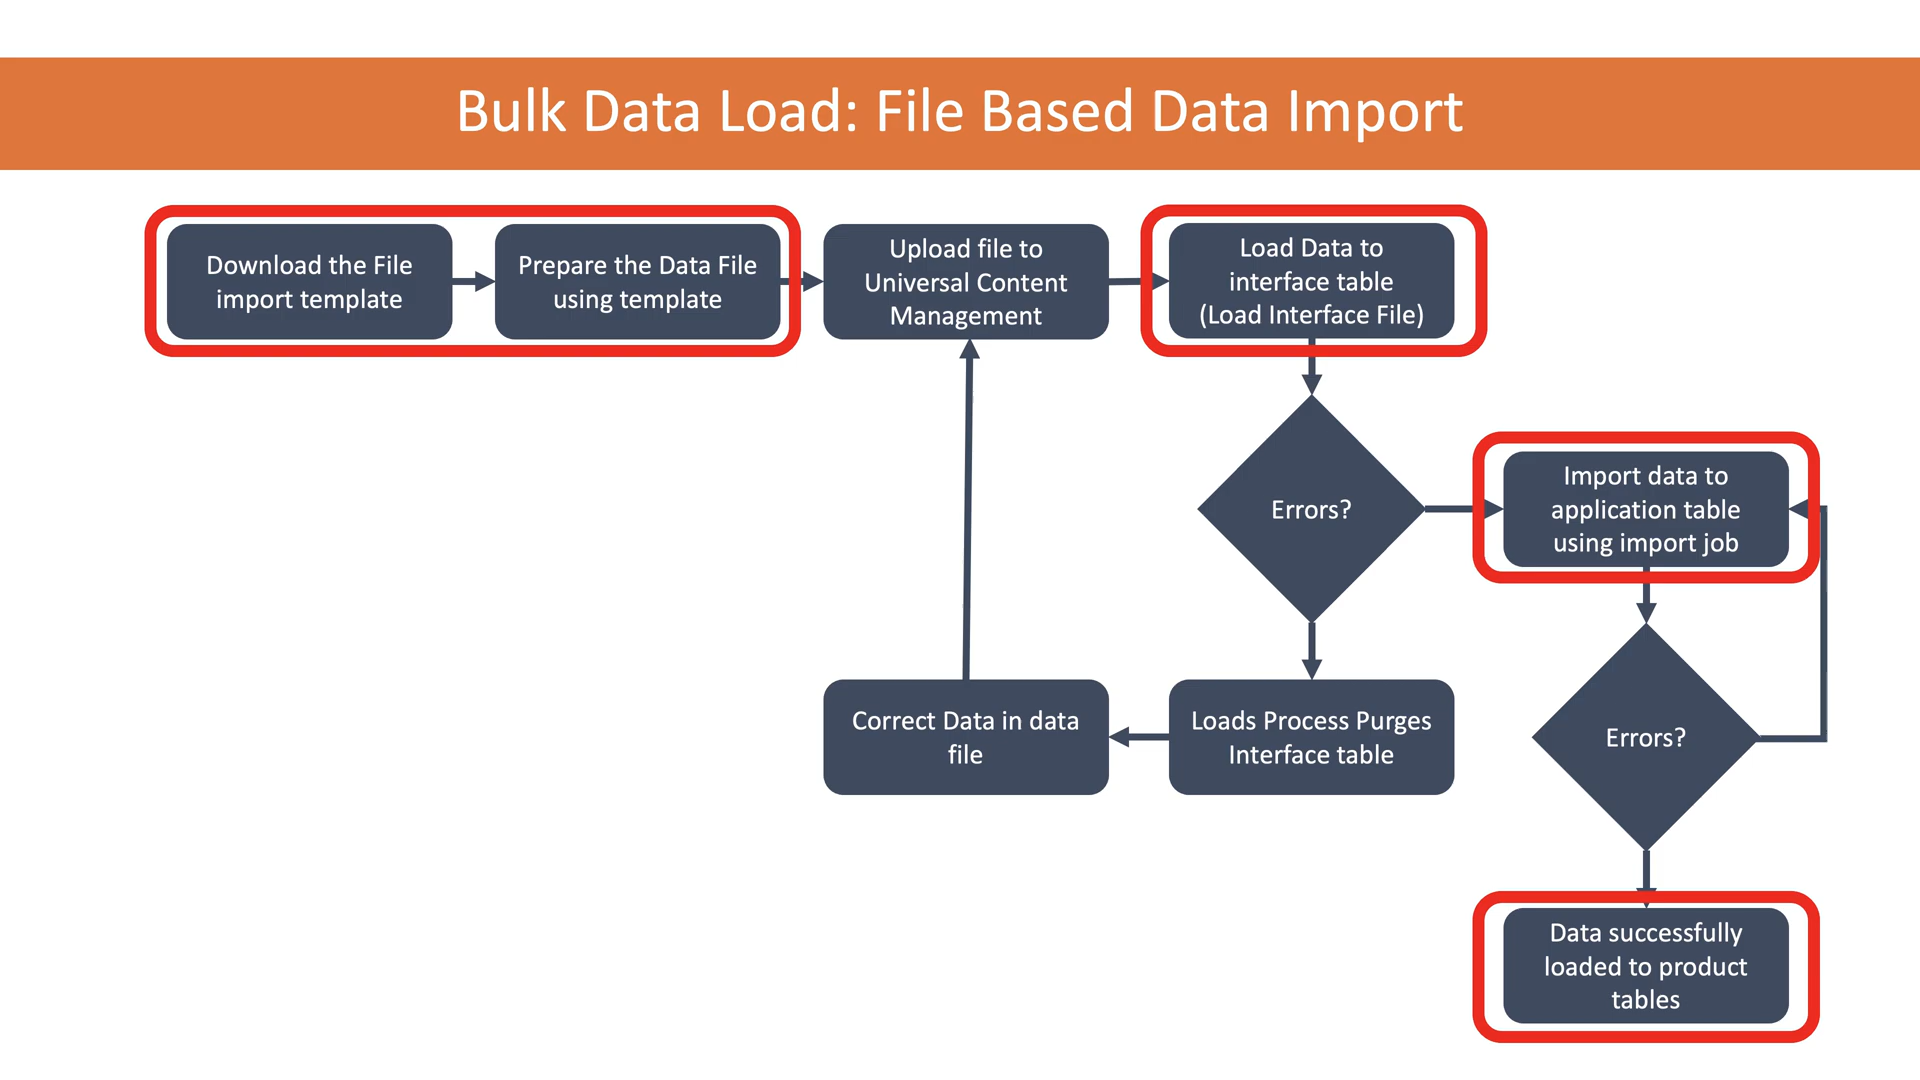 Bulk Data Load: File Based Data Import
Download the File
import template
Prepare the Data File
using template
Upload file to
Universal Content
Management
Load Data to
interface table
(Load Interface File)
Errors?
Import data to
application table
using import job
Correct Data in data
file
Loads Process Purges
Interface table
Errors?
Data successfully
loaded to product
tables